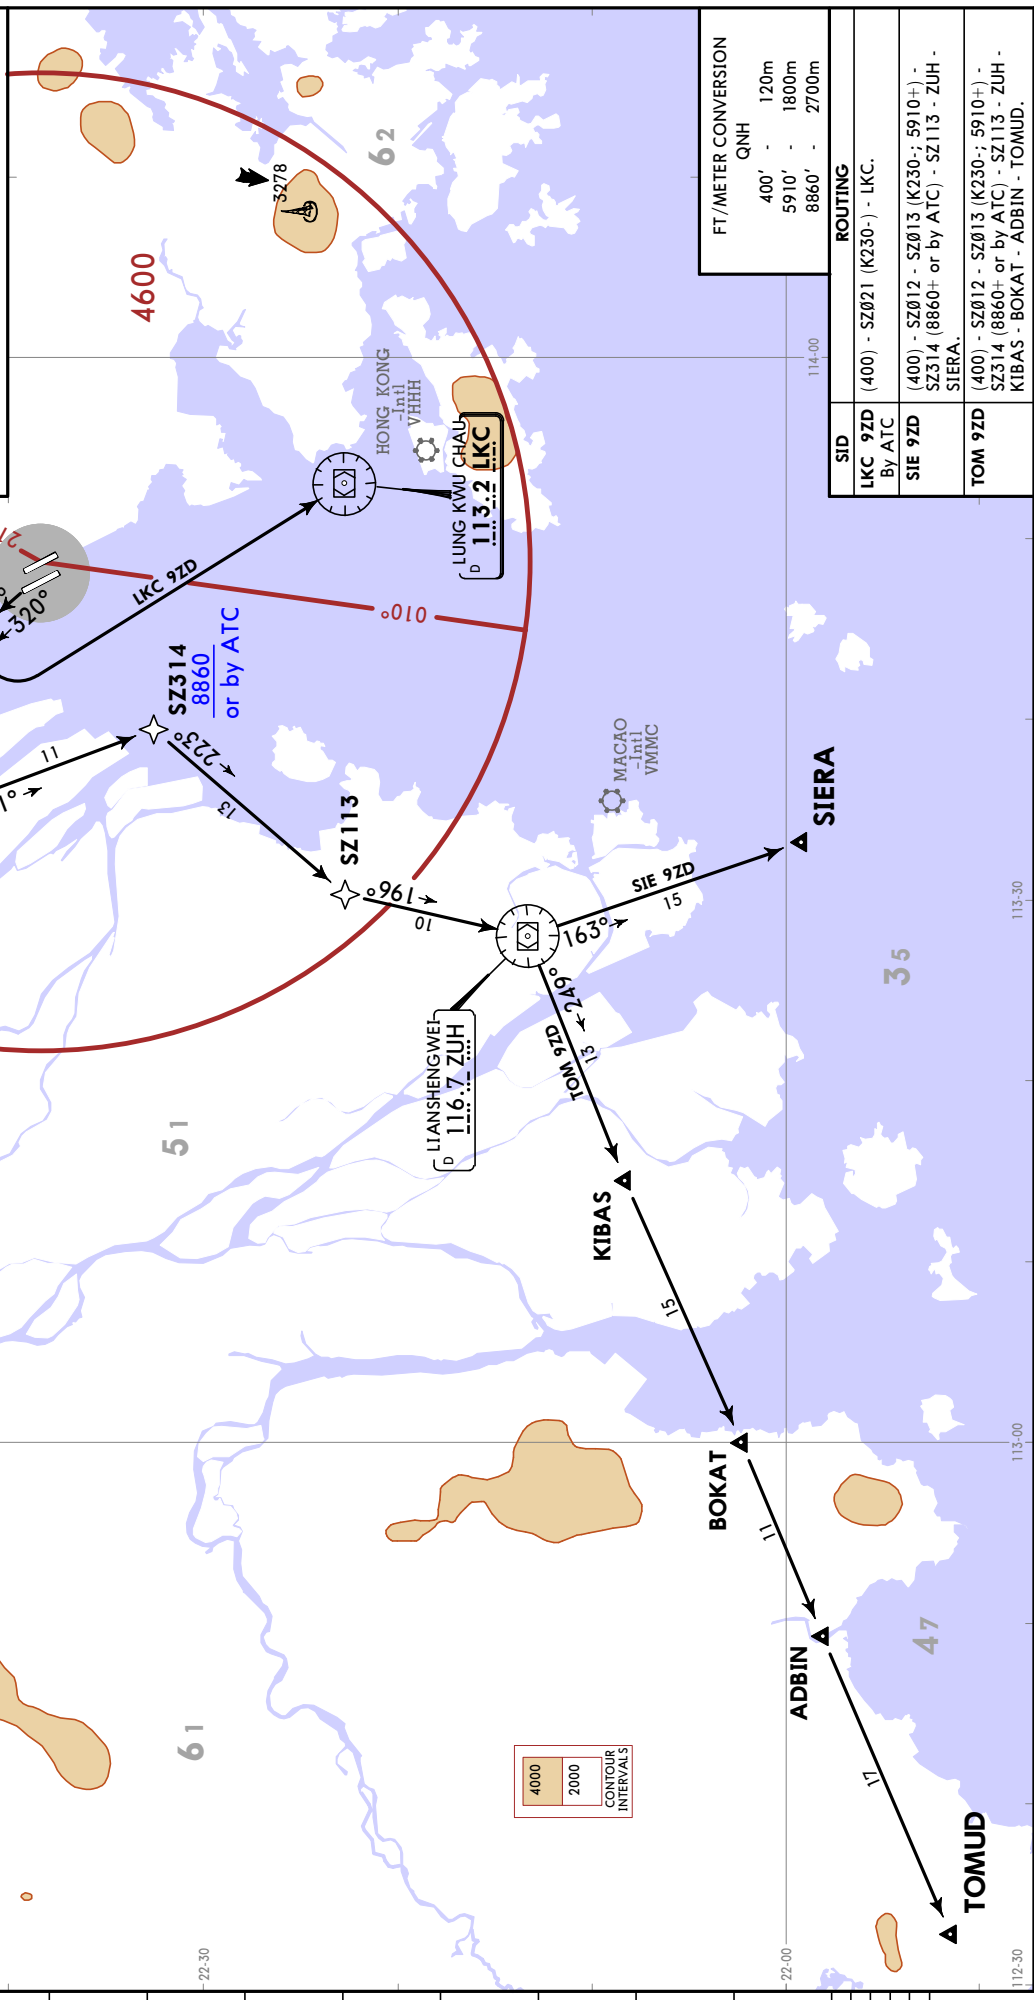 4600
62
3278
HONG KONG
-Intl
VHHH
LUNG KWU CHAU
D 113.2 LKC
LKC 9ZD
320°
010°
SZ314
8860
or by ATC
11
223°
13
SZ113
196°
10
MACAO
-Intl
VMMC
SIERA
SIE 9ZD
15
163°
LIANSHENGWEI
D 116.7 ZUH
249°
TOM 9ZD
13
KIBAS
15
BOKAT
11
ADBIN
17
TOMUD
51
35
61
47
4000
2000
CONTOUR
INTERVALS
22-30
22-00
114-00
113-30
113-00
112-30
FT/METER CONVERSION
QNH
400' - 120m
5910' - 1800m
8860' - 2700m
SID ROUTING
LKC 9ZD (400) - SZØ21 (K230-) - LKC.
By ATC
SIE 9ZD (400) - SZØ12 - SZØ13 (K230-; 5910+) -
SZ314 (8860+ or by ATC) - SZ113 - ZUH -
SIERA.
TOM 9ZD (400) - SZØ12 - SZØ13 (K230-; 5910+) -
SZ314 (8860+ or by ATC) - SZ113 - ZUH -
KIBAS - BOKAT - ADBIN - TOMUD.